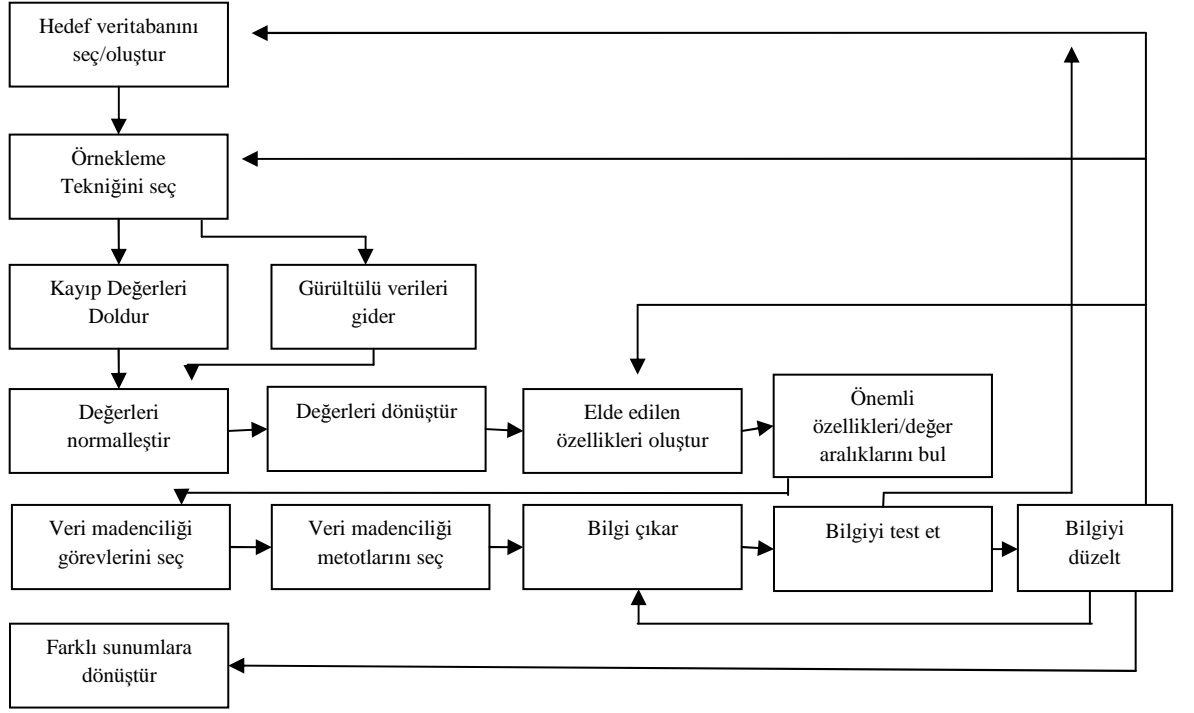 Hedef veritabanını
seç/oluştur
Örnekleme
Tekniğini seç
Kayıp Değerleri
Doldur
Gürültülü verileri
gider
Değerleri
normalleştir
Değerleri dönüştür
Elde edilen
özellikleri oluştur
Önemli
özellikleri/değer
aralıklarını bul
Veri madenciliği
görevlerini seç
Veri madenciliği
metotlarını seç
Bilgi çıkar
Bilgiyi test et
Bilgiyi
düzelt
Farklı sunumlara
dönüştür